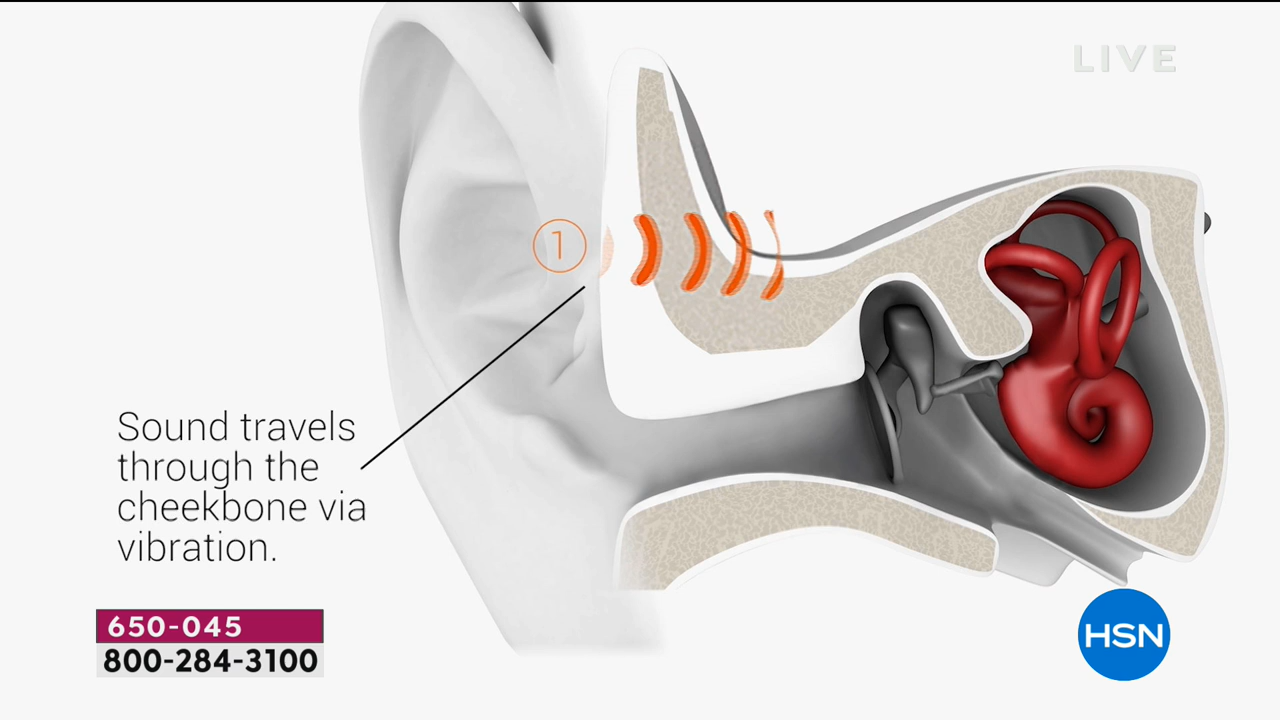 LIVE
1
Sound travels
through the
cheekbone via
vibration.
650-045
800-284-3100
HSN